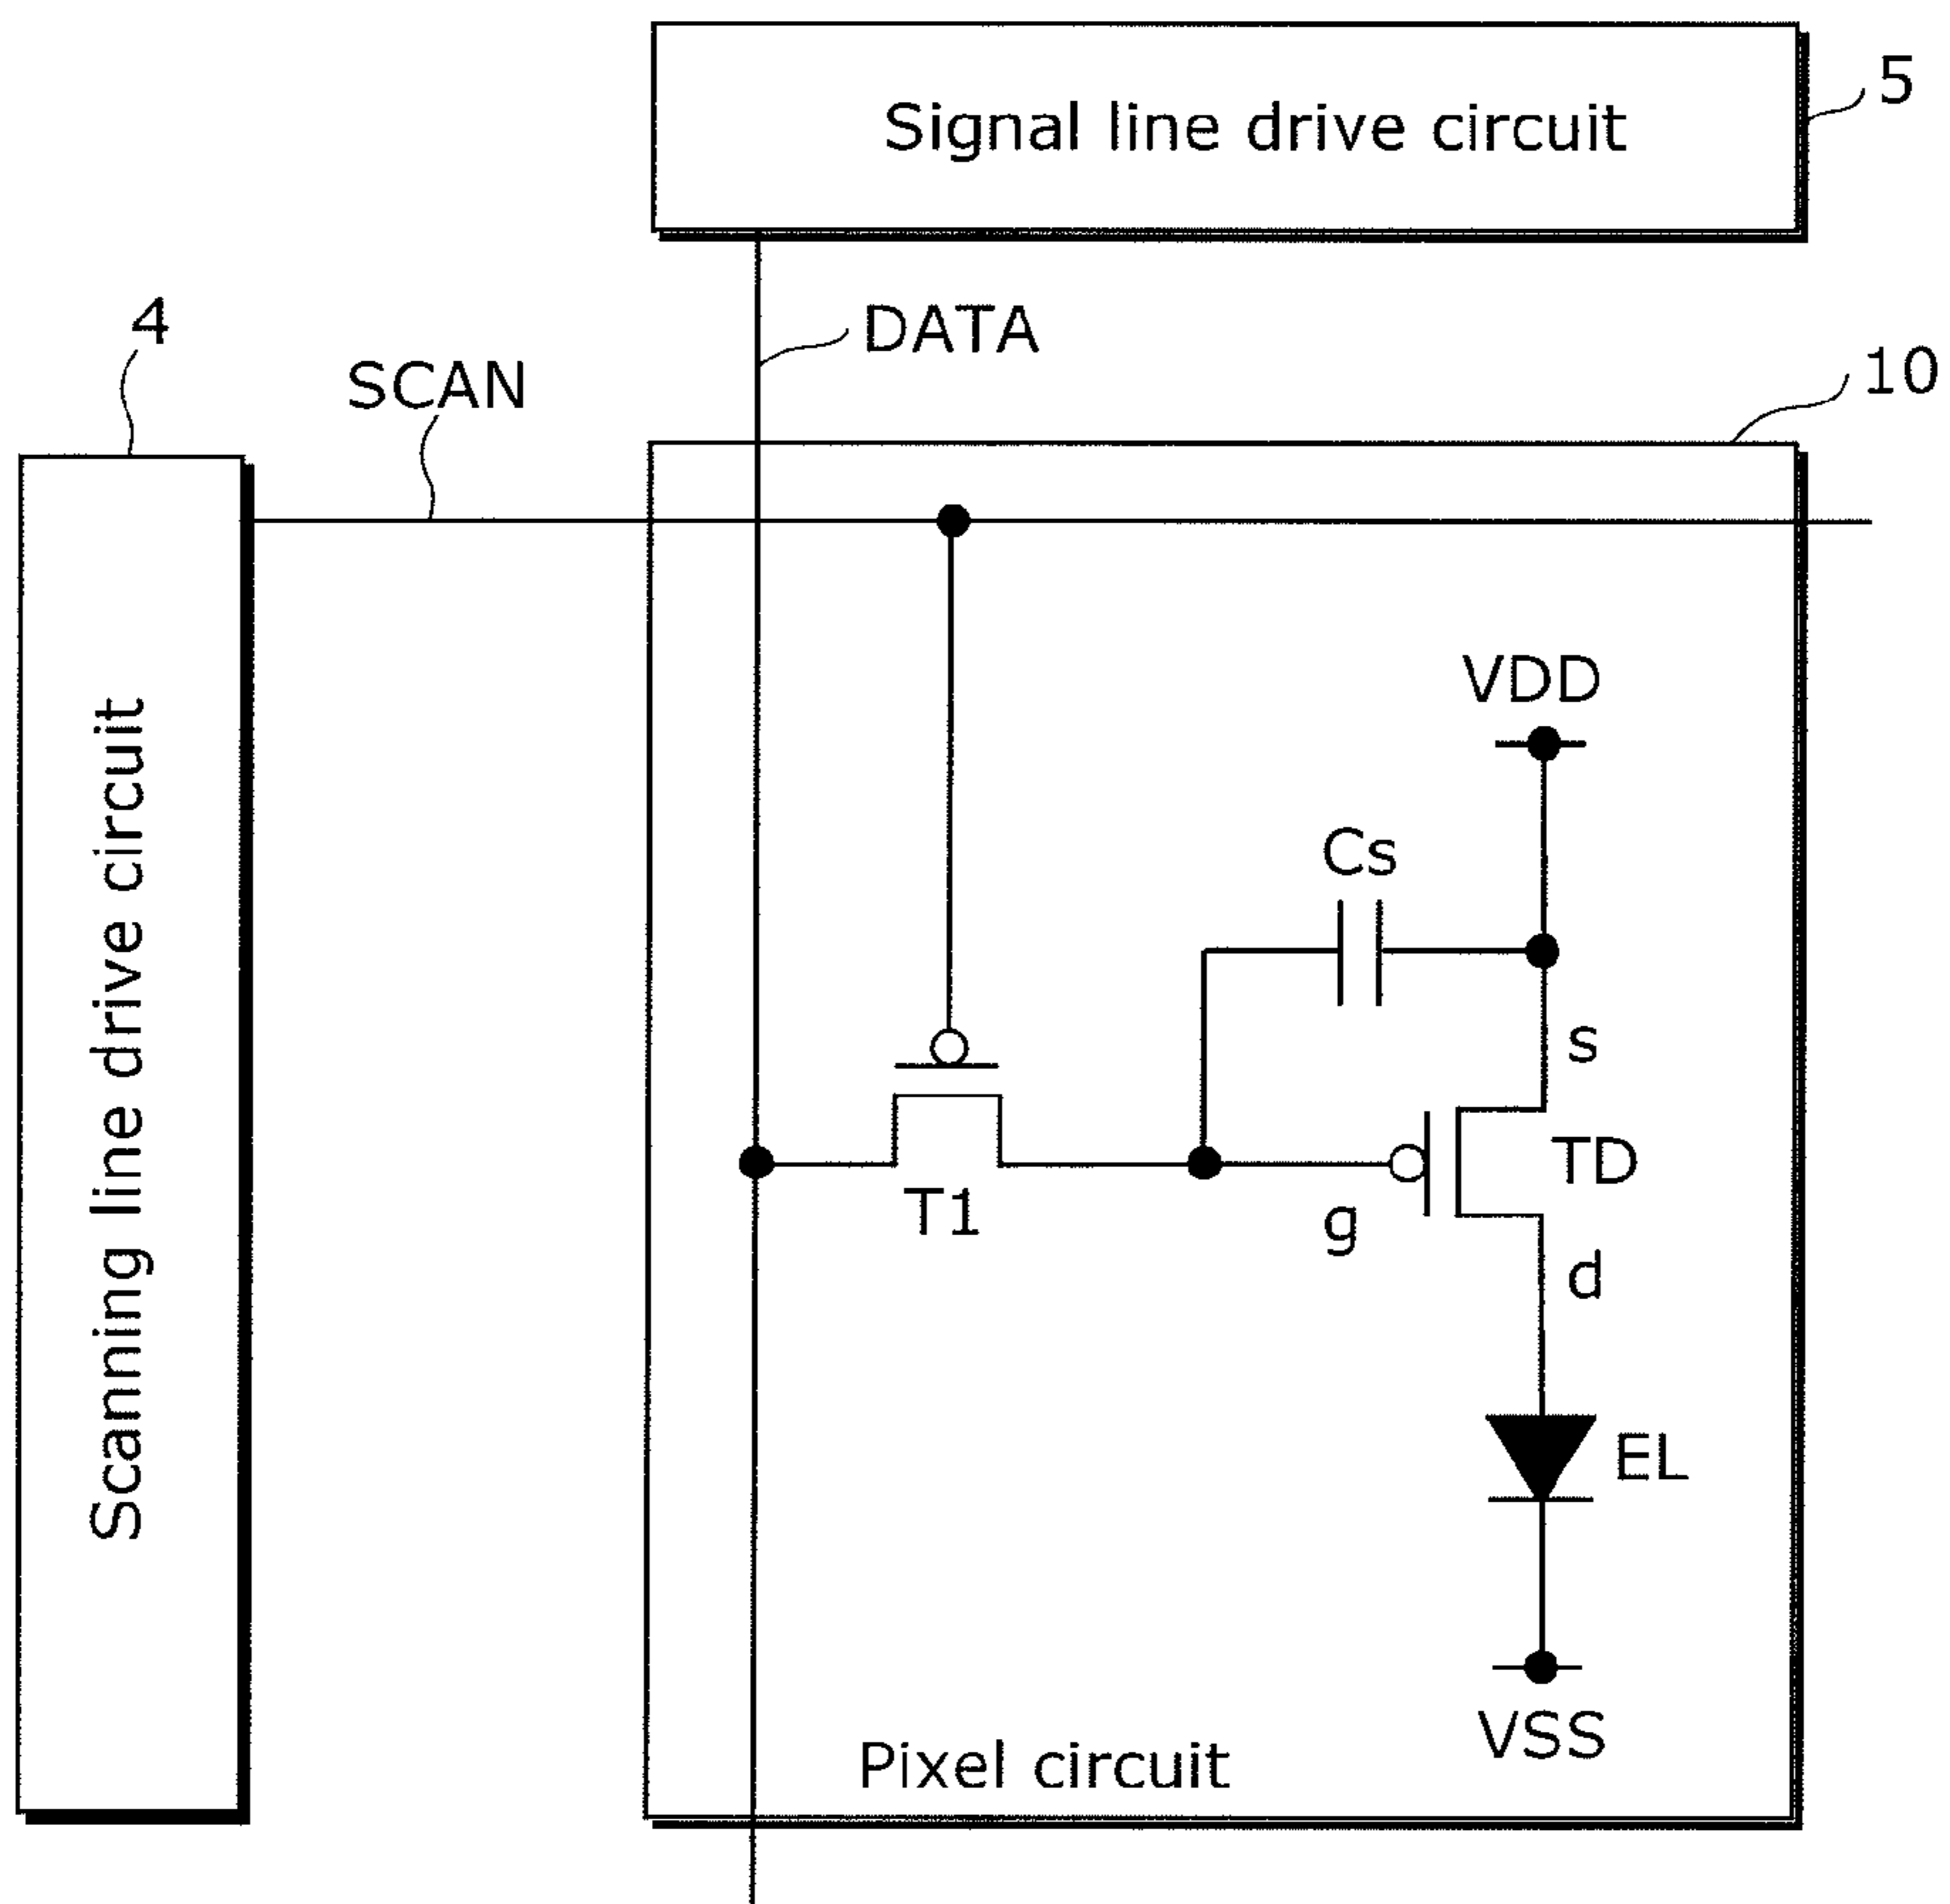 Signal line drive circuit
5
DATA
4
SCAN
10
Scanning line drive circuit
VDD
Cs
s
TD
T1
g
d
EL
VSS
Pixel circuit